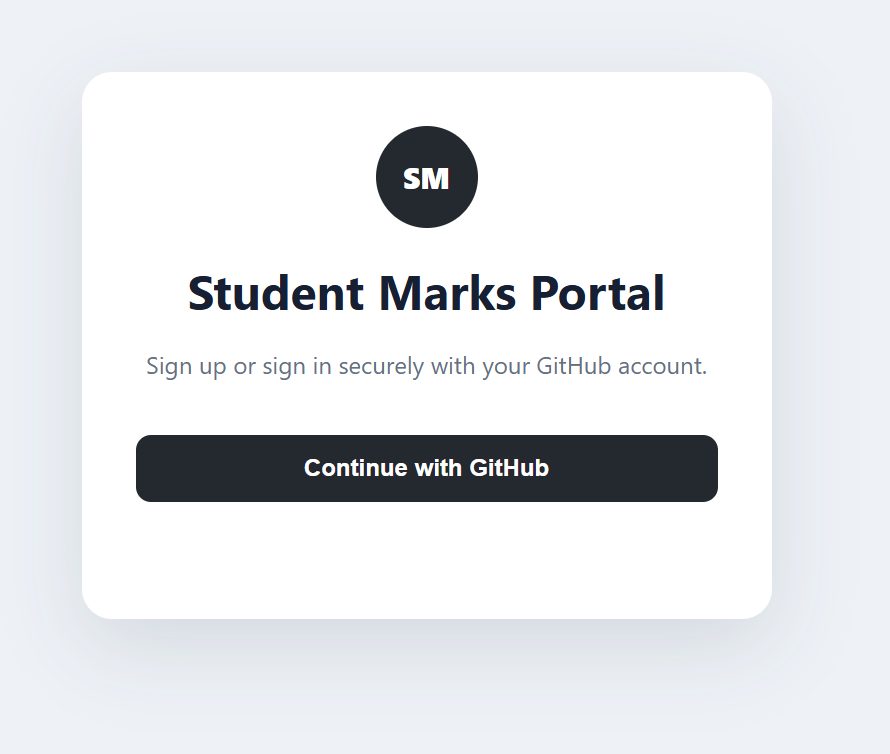 SM
Student Marks Portal
Sign up or sign in securely with your GitHub account.
Continue with GitHub